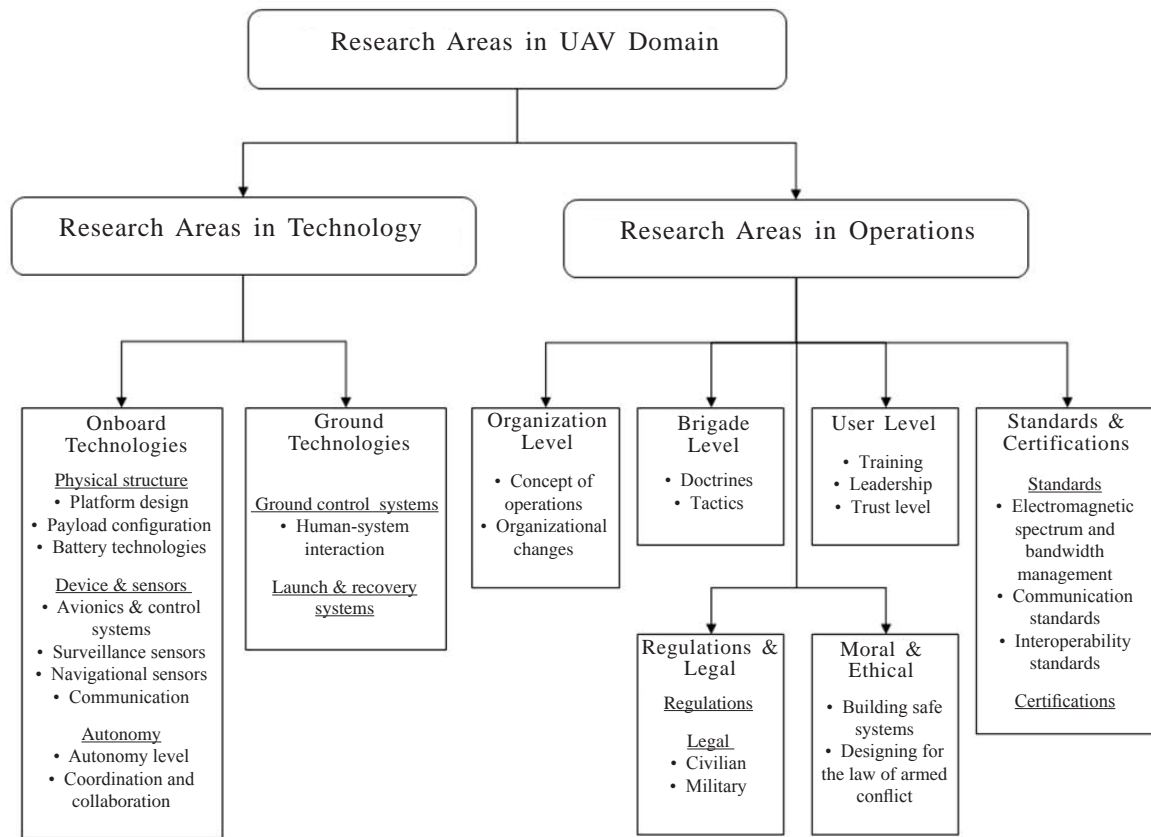 Research Areas in UAV Domain
Research Areas in Technology
Research Areas in Operations
Onboard
Technologies
Physical structure
• Platform design
• Payload configuration
• Battery technologies
Device & sensors
• Avionics & control
systems
• Surveillance sensors
• Navigational sensors
• Communication
Autonomy
• Autonomy level
• Coordination and
collaboration
Ground
Technologies
Ground control systems
• Human-system
interaction
Launch & recovery
systems
Organization
Level
• Concept of
operations
• Organizational
changes
Brigade
Level
• Doctrines
• Tactics
User Level
• Training
• Leadership
• Trust level
Standards &
Certifications
Standards
• Electromagnetic
spectrum and
bandwidth
management
• Communication
standards
• Interoperability
standards
Certifications
Regulations &
Legal
Regulations
Legal
• Civilian
• Military
Moral &
Ethical
• Building safe
systems
• Designing for
the law of armed
conflict